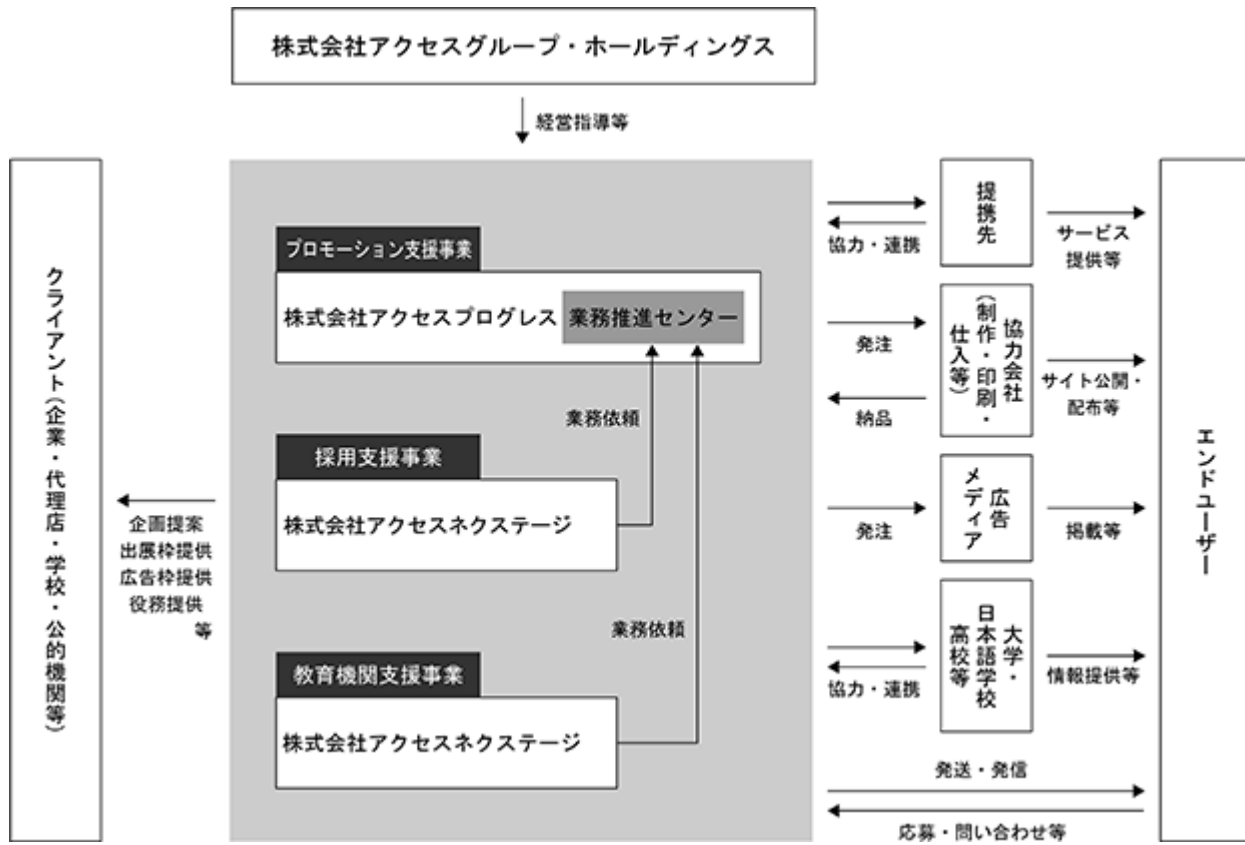 株式会社アクセスグループ・ホールディングス
経営指導等
クライアント（企業・代理店・学校・公的機関等）
企画提案
出展枠提供
広告枠提供
役務提供
等
プロモーション支援事業
株式会社アクセスプログレス
業務推進センター
業務依頼
採用支援事業
株式会社アクセスネクステージ
業務依頼
教育機関支援事業
株式会社アクセスネクステージ
協力・連携
提携先
サービス
提供等
発注
納品
協力会社
（制作・印刷・
仕入等）
サイト公開・
配布等
発注
広告
メディア
掲載等
協力・連携
大学・
日本語学校
高校等
情報提供等
発送・発信
応募・問い合わせ等
エンドユーザー